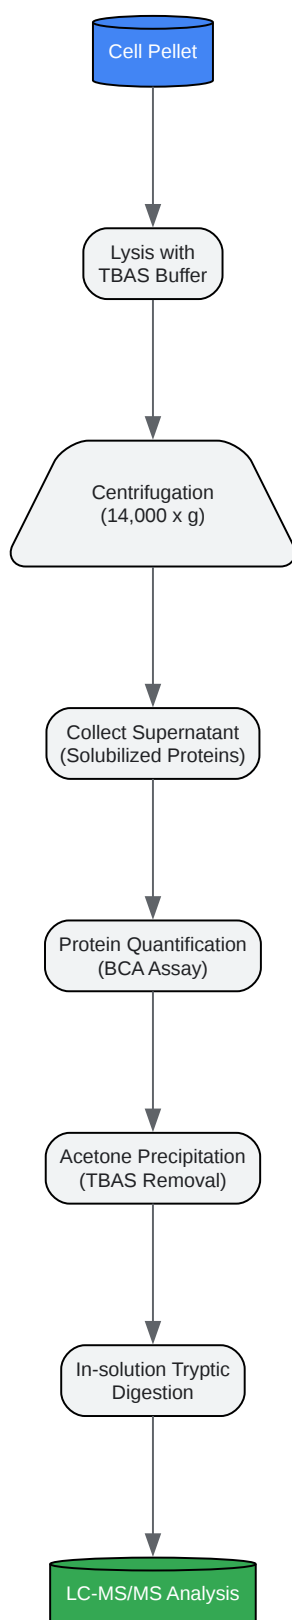 Cell Pellet
Lysis with
TBAS Buffer
Centrifugation
(14,000 x g)
Collect Supernatant
(Solubilized Proteins)
Protein Quantification
(BCA Assay)
Acetone Precipitation
(TBAS Removal)
In-solution Tryptic
Digestion
LC-MS/MS Analysis